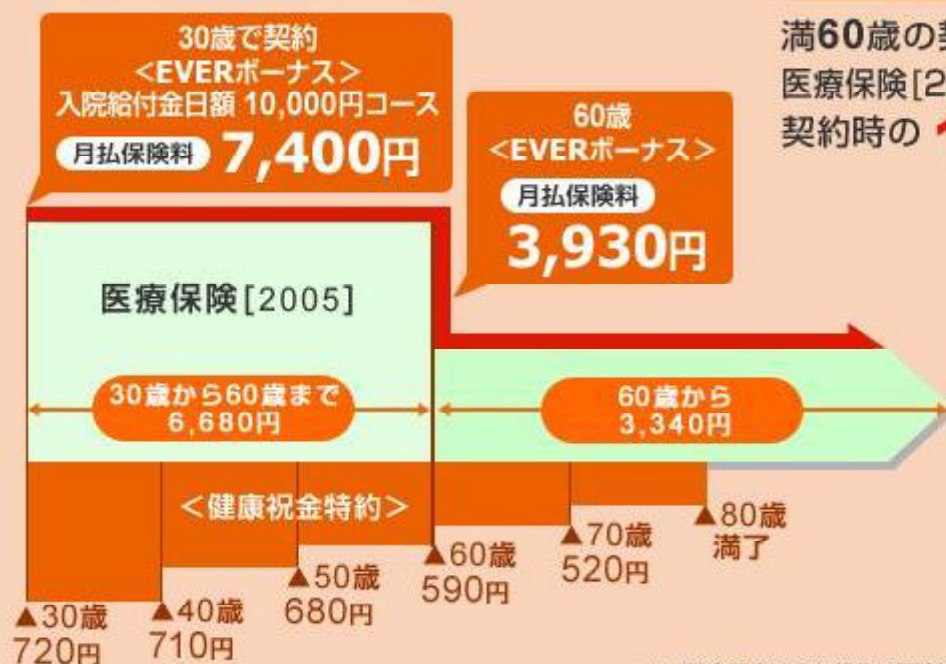 30歳で契約
<EVERボーナス>
入院給付金日額 10,000円コース
月払保険料 7,400円
60歳
<EVERボーナス>
月払保険料
3,930円
満60歳の
医療保険[2
契約時の
医療保険[2005]
30歳から60歳まで
6,680円
60歳から
3,340円
<健康祝金特約>
▲30歳
720円
▲40歳
710円
▲50歳
680円
▲60歳
590円
▲70歳
520円
▲80歳
満了